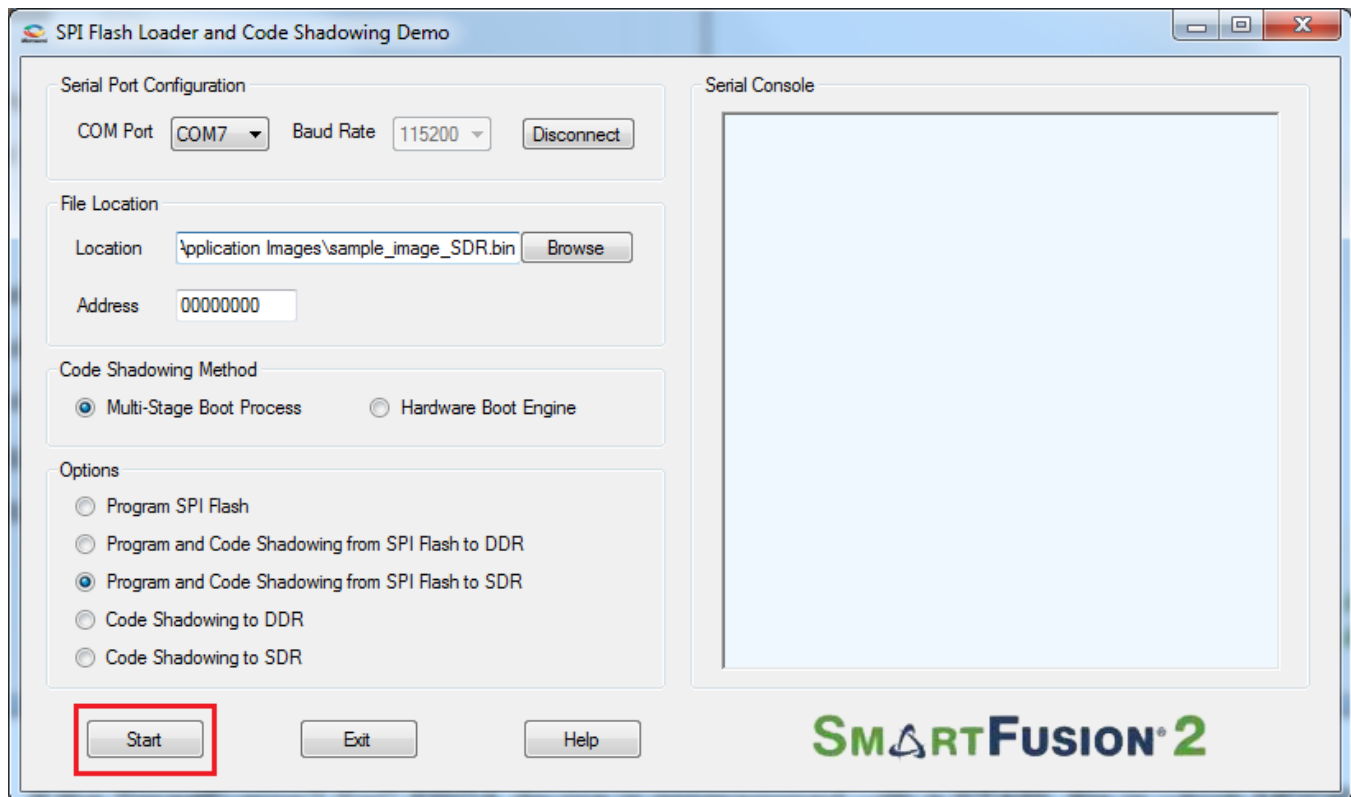 SPI Flash Loader and Code Shadowing Demo
Serial Port Configuration
COM Port COM7 Baud Rate 115200 Disconnect
File Location
Location Application Images\sample_image_SDR.bin Browse
Address 00000000
Code Shadowing Method
Multi-Stage Boot Process Hardware Boot Engine
Options
Program SPI Flash
Program and Code Shadowing from SPI Flash to DDR
Program and Code Shadowing from SPI Flash to SDR
Code Shadowing to DDR
Code Shadowing to SDR
Start Exit Help
Serial Console
SMARTFUSION® 2